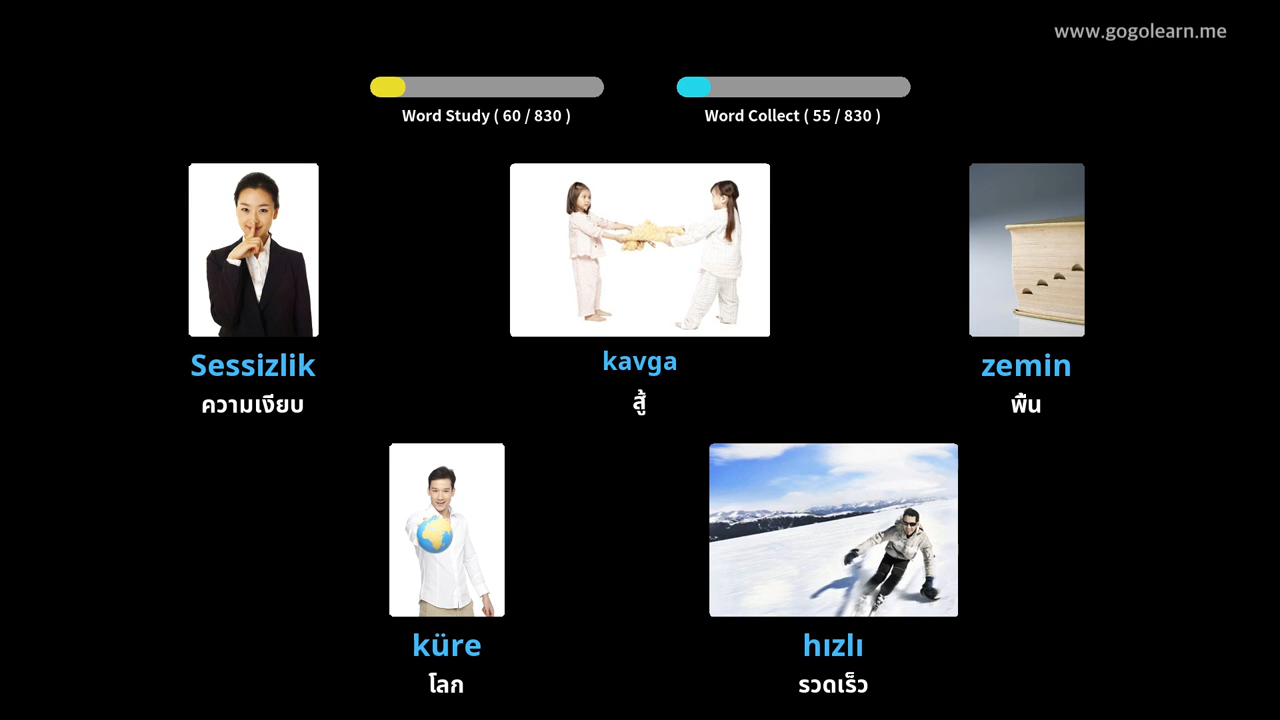 www.gogolearn.me
Word Study ( 60 / 830 )
Word Collect ( 55 / 830 )
Sessizlik
ความเงียบ
kavga
สู้
zemin
พื้น
küre
โลก
hızlı
รวดเร็ว